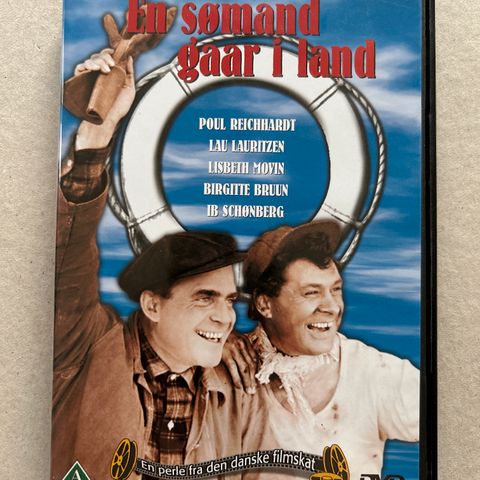 En sømand
gaar i land
POUL REICHHARDT
LAU LAURITZEN
LISBETH MOVIN
BIRGITTE BRUUN
IB SCHØNBERG
En perle fra den danske filmskat
A